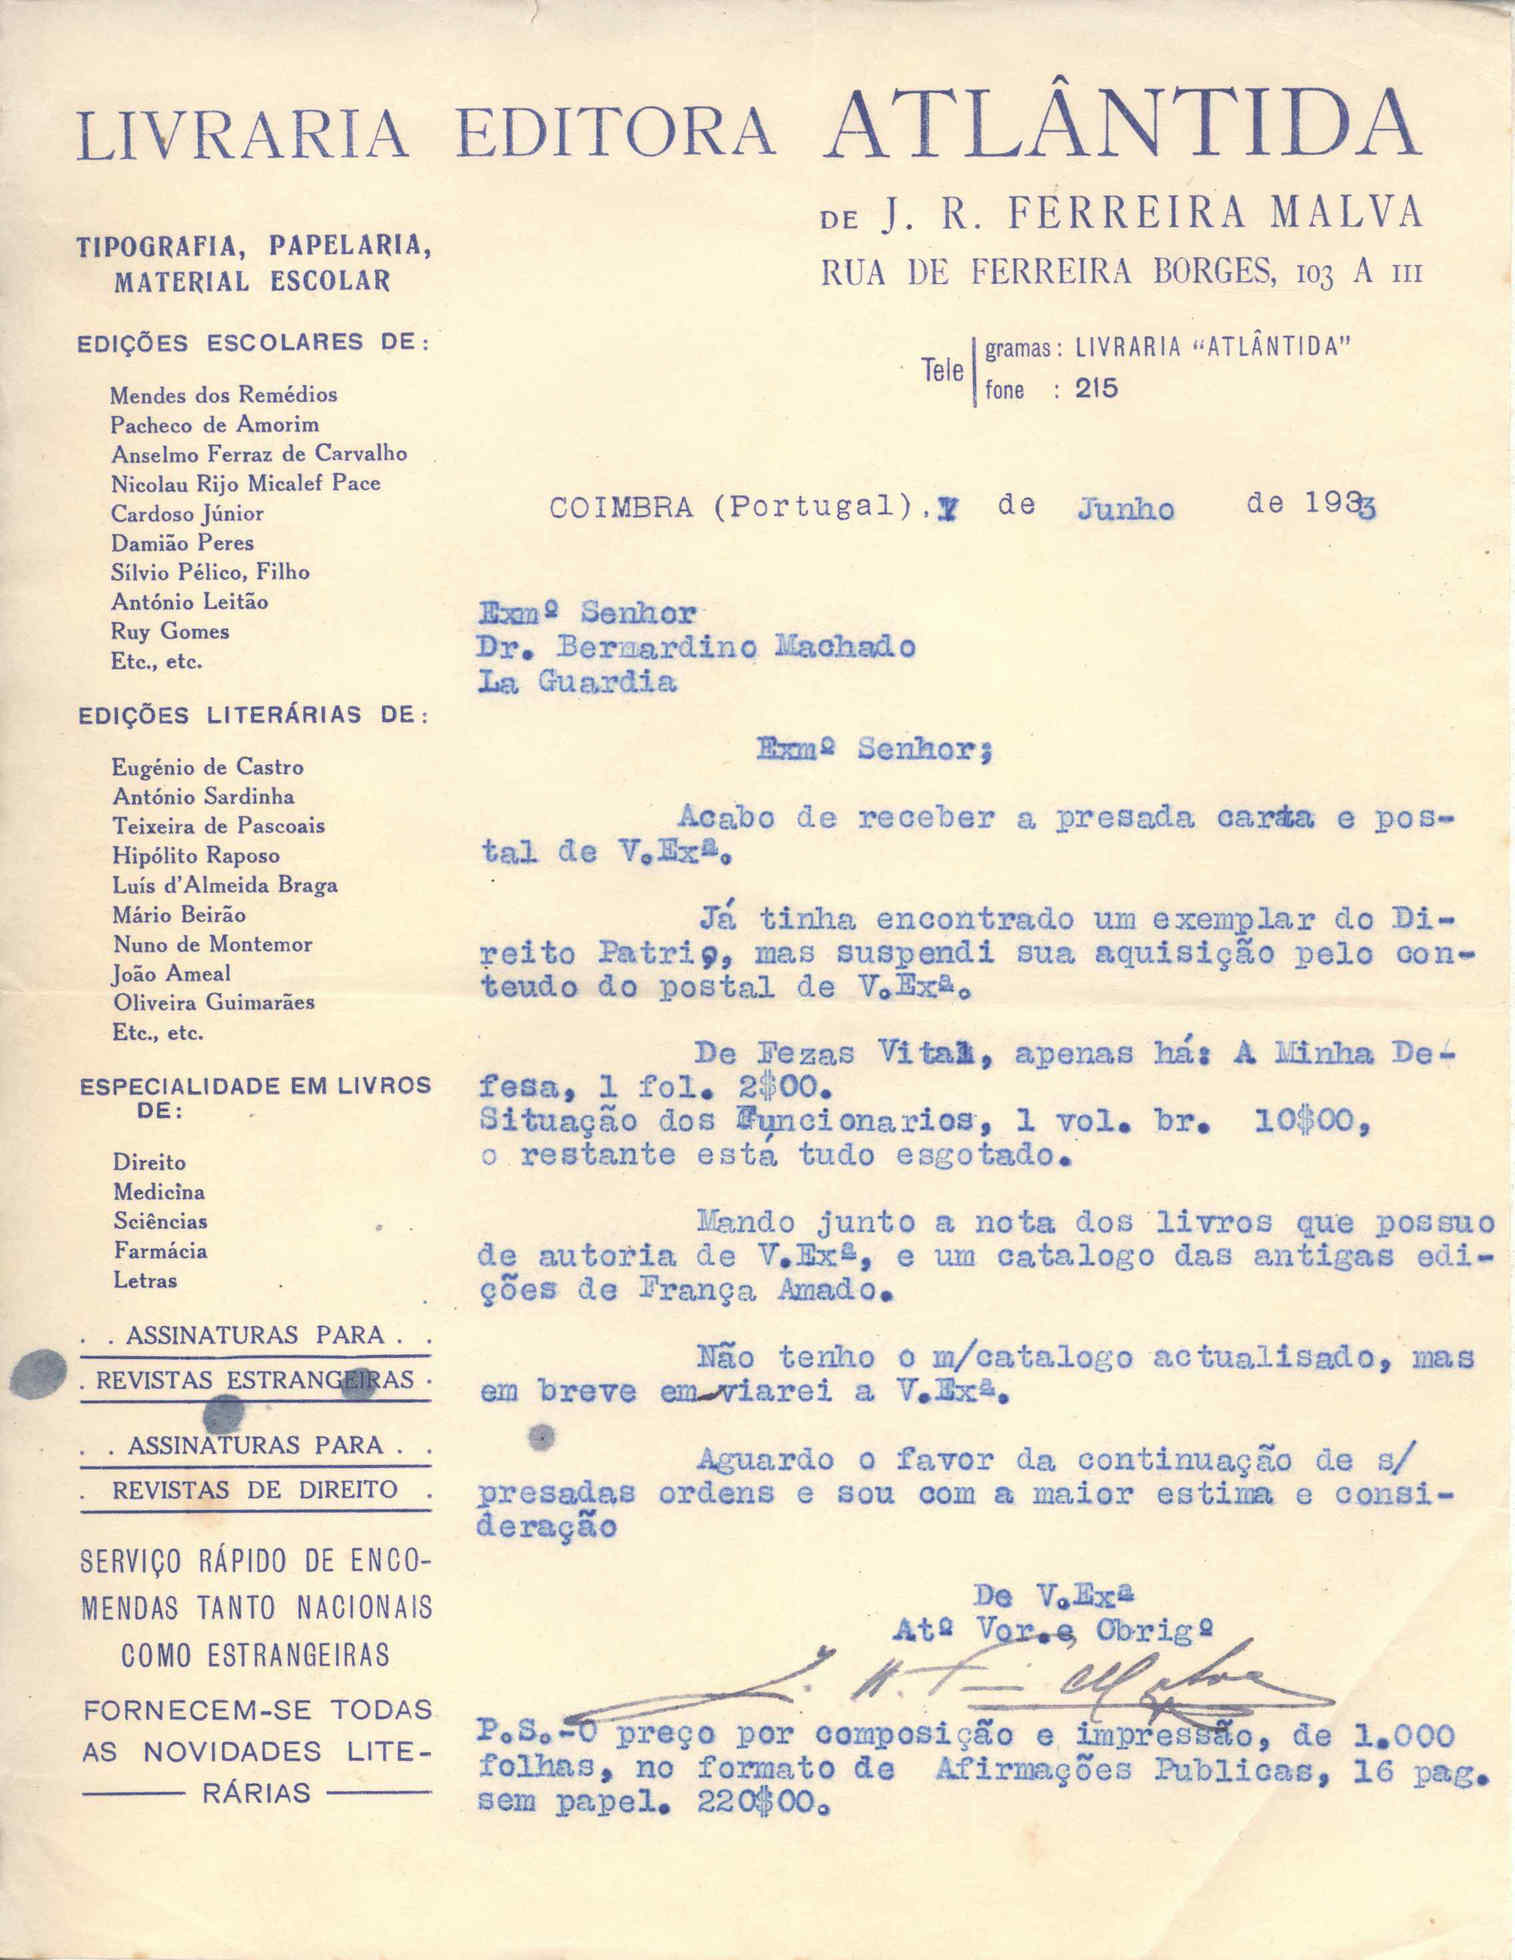 LIVRARIA EDITORA ATLÂNTIDA
DE J. R. FERREIRA MALVA
RUA DE FERREIRA BORGES, 103 A 111
Tele
gramas: LIVRARIA "ATLÂNTIDA"
fone : 215
TIPOGRAFIA, PAPELARIA,
MATERIAL ESCOLAR
EDIÇÕES ESCOLARES DE:
Mendes dos Remédios
Pacheco de Amorim
Anselmo Ferraz de Carvalho
Nicolau Rijo Micalef Pace
Cardoso Júnior
Damião Peres
Sílvio Pélico, Filho
António Leitão
Ruy Gomes
Etc., etc.
EDIÇÕES LITERÁRIAS DE:
Eugénio de Castro
António Sardinha
Teixeira de Pascoais
Hipólito Raposo
Luís d'Almeida Braga
Mário Beirão
Nuno de Montemor
João Ameal
Oliveira Guimarães
Etc., etc.
ESPECIALIDADE EM LIVROS
DE:
Direito
Medicina
Sciências
Farmácia
Letras
. . ASSINATURAS PARA . .
. REVISTAS ESTRANGEIRAS .
. . ASSINATURAS PARA . .
. REVISTAS DE DIREITO .
SERVIÇO RÁPIDO DE ENCO-
MENDAS TANTO NACIONAIS
COMO ESTRANGEIRAS
FORNECEM-SE TODAS
AS NOVIDADES LITE-
RÁRIAS
COIMBRA (Portugal), de Junho de 1933
Exmº Senhor
Dr. Bernardino Machado
La Guardia
Exmº Senhor;
Acabo de receber a presada carta e pos-
tal de V.Exª.
Já tinha encontrado um exemplar do Di-
reito Patrio, mas suspendi sua aquisição pelo con-
teudo do postal de V.Exª.
De Fezas Vital, apenas há: A Minha De-
fesa, 1 fol. 2$00.
Situação dos Funcionarios, 1 vol. br. 10$00,
o restante está tudo esgotado.
Mando junto a nota dos livros que possuo
de autoria de V.Exª, e um catalogo das antigas edi-
ções de França Amado.
Não tenho o m/catalogo actualisado, mas
em breve em viarei a V.Exª.
Aguardo o favor da continuação de s/
presadas ordens e sou com a maior estima e consi-
deração
De V.Exª
Atº Vor.e Obrigº
J. R. F Malva
P.S.-O preço por composição e impressão, de 1.000
folhas, no formato de Afirmações Publicas, 16 pag.
sem papel. 220$00.